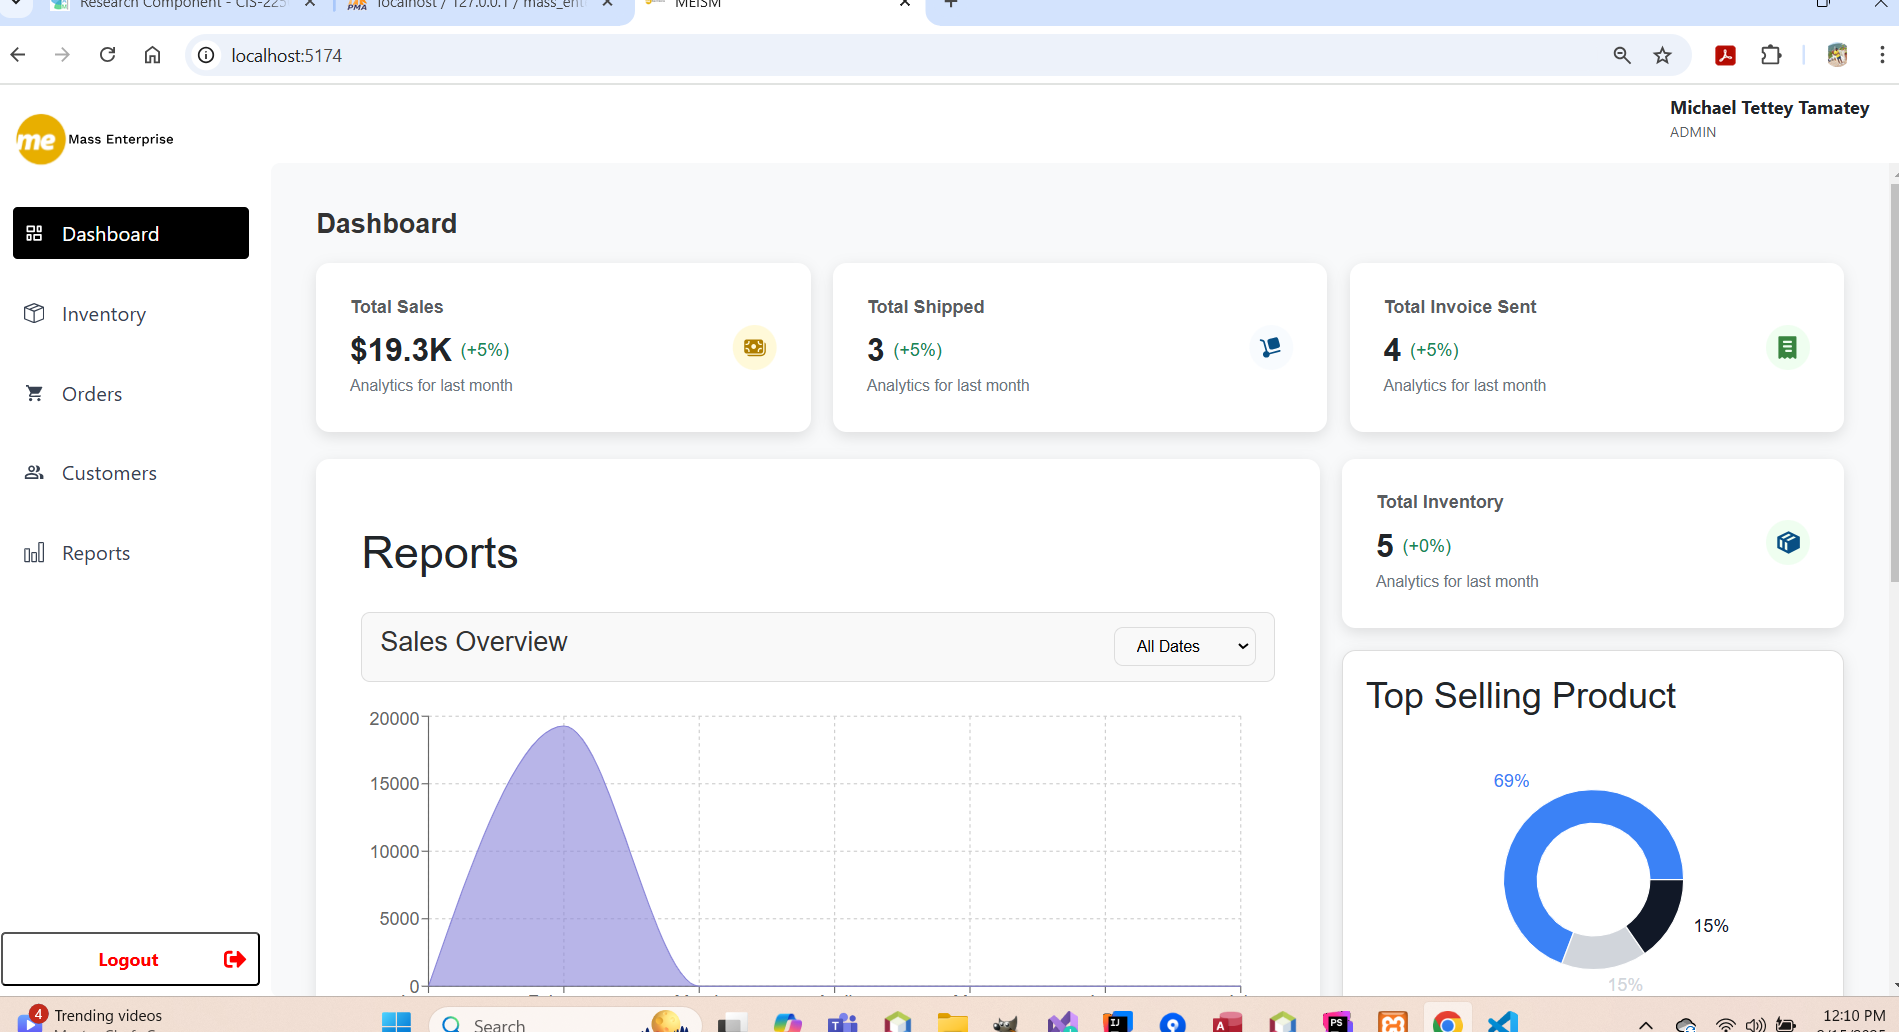 Research Component - CIS-225
localhost / 127.0.0.1 / mass_ent
MEISM
localhost:5174
Michael Tettey Tamatey
ADMIN
me Mass Enterprise
Dashboard
Inventory
Orders
Customers
Reports
Logout
Dashboard
Total Sales
$19.3K (+5%)
Analytics for last month
Total Shipped
3 (+5%)
Analytics for last month
Total Invoice Sent
4 (+5%)
Analytics for last month
Reports
Sales Overview
All Dates
20000
15000
10000
5000
0
Total Inventory
5 (+0%)
Analytics for last month
Top Selling Product
69%
15%
15%
4
Trending videos
Search
12:10 PM